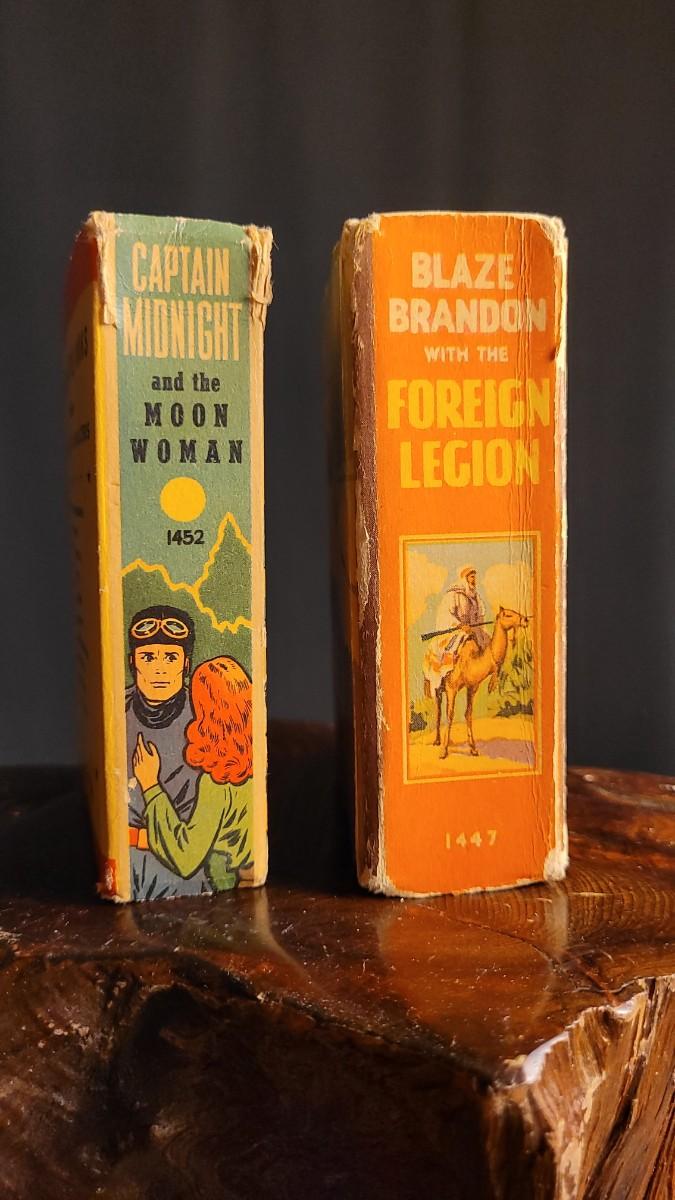 CAPTAIN
MIDNIGHT
and the
MOON
WOMAN
1452
BLAZE
BRANDON
WITH THE
FOREIGN
LEGION
1447